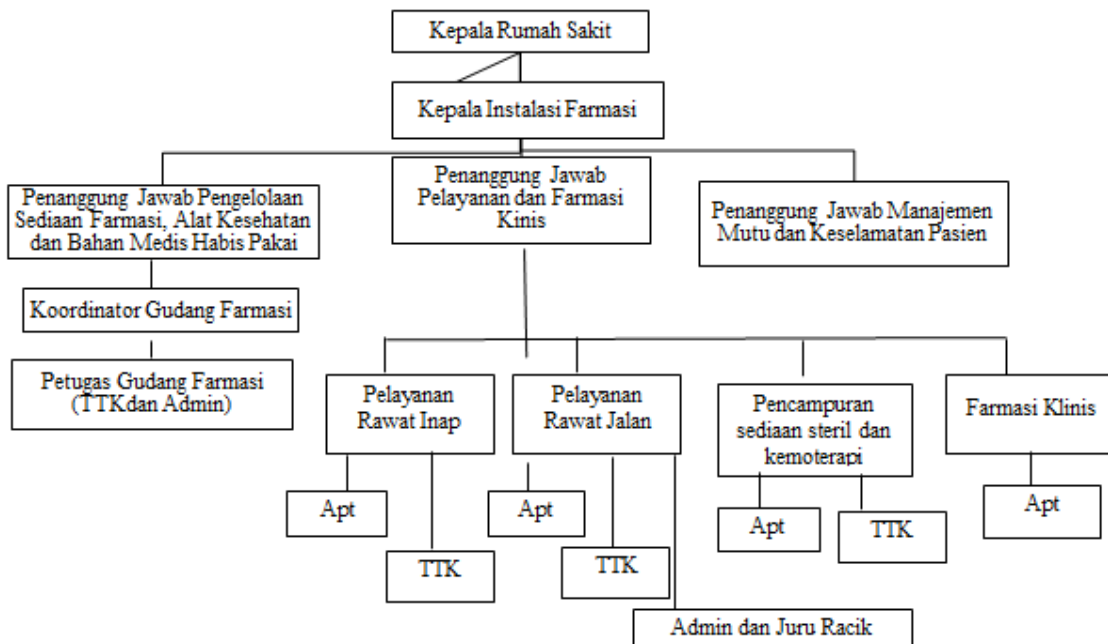 Kepala Rumah Sakit
Kepala Instalasi Farmasi
Penanggung Jawab Pengelolaan
Sediaan Farmasi, Alat Kesehatan
dan Bahan Medis Habis Pakai
Penanggung Jawab
Pelayanan dan Farmasi
Kinis
Penanggung Jawab Manajemen
Mutu dan Keselamatan Pasien
Koordinator Gudang Farmasi
Petugas Gudang Farmasi
(TTKdan Admin)
Pelayanan
Rawat Inap
Pelayanan
Rawat Jalan
Pencampuran
sediaan steril dan
kemoterapi
Farmasi Klinis
Apt
TTK
Apt
TTK
Admin dan Juru Racik
Apt
TTK
Apt